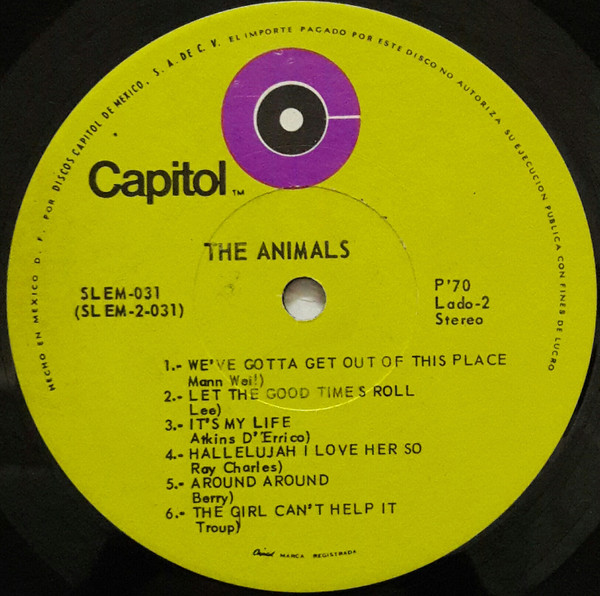 HECHO EN MEXICO D. F. POR DISCOS CAPITOL DE MEXICO, S. A. DE C. V. EL IMPORTE PAGADO POR ESTE DISCO NO AUTORIZA SU EJECUCION PUBLICA CON FINES DE LUCRO
Capitol TM
THE ANIMALS
SLEM-031
(SLEM-2-031)
P'70
Lado-2
Stereo
1.- WE'VE GOTTA GET OUT OF THIS PLACE
Mann Weil)
2.- LET THE GOOD TIMES ROLL
Lee)
3.- IT'S MY LIFE
Atkins D'Errico)
4.- HALLELUJAH I LOVE HER SO
Ray Charles)
5.- AROUND AROUND
Berry)
6.- THE GIRL CAN'T HELP IT
Troup)
Capitol MARCA REGISTRADA